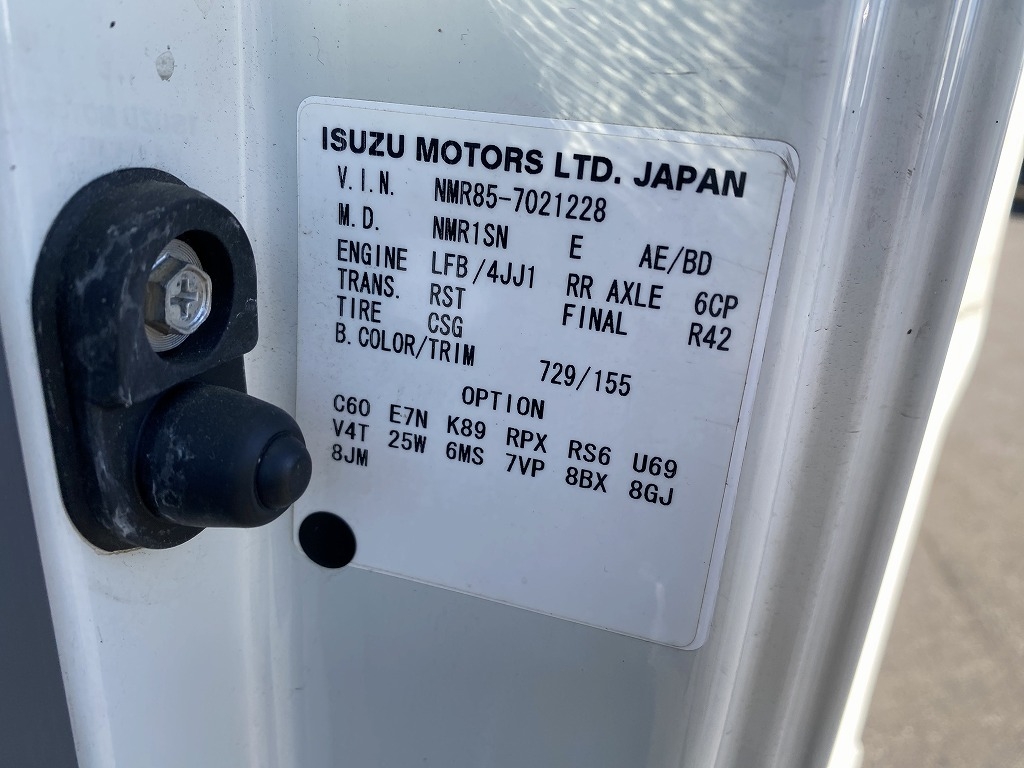 ISUZU MOTORS LTD. JAPAN
V.I.N. NMR85-7021228
M.D. NMR1SN E AE/BD
ENGINE LFB/4JJ1 RR AXLE 6CP
TRANS. RST FINAL R42
TIRE CSG
B.COLOR/TRIM 729/155
OPTION
C60 E7N K89 RPX RS6 U69
V4T 25W 6MS 7VP 8BX 8GJ
8JM